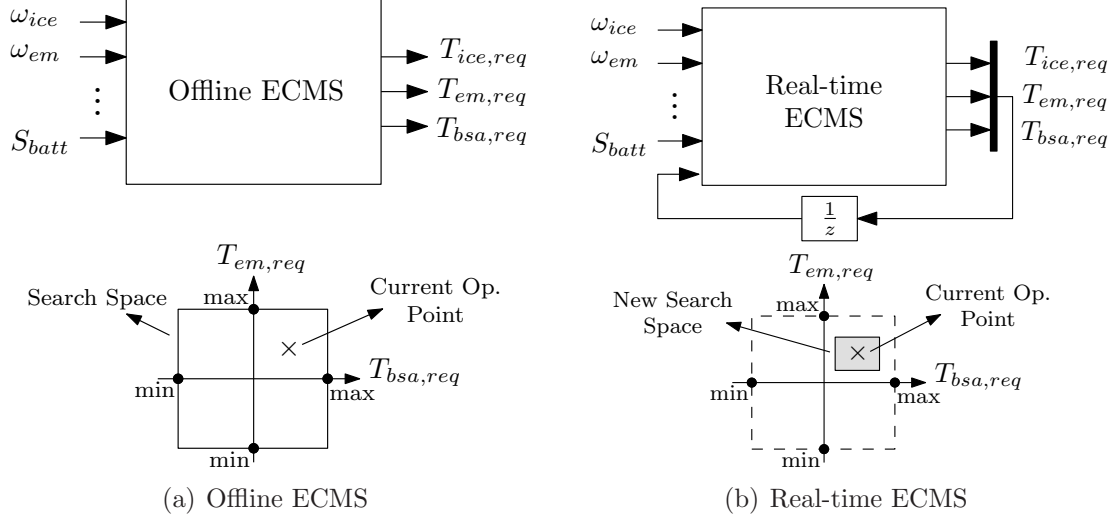 ω_ice
ω_em
⋮
S_batt
Offline ECMS
T_ice,req
T_em,req
T_bsa,req
T_em,req
max
Search Space
Current Op.
Point
T_bsa,req
min
max
min
(a) Offline ECMS
ω_ice
ω_em
⋮
S_batt
Real-time
ECMS
T_ice,req
T_em,req
T_bsa,req
1
z
T_em,req
max
New Search
Space
Current Op.
Point
T_bsa,req
min
max
min
(b) Real-time ECMS